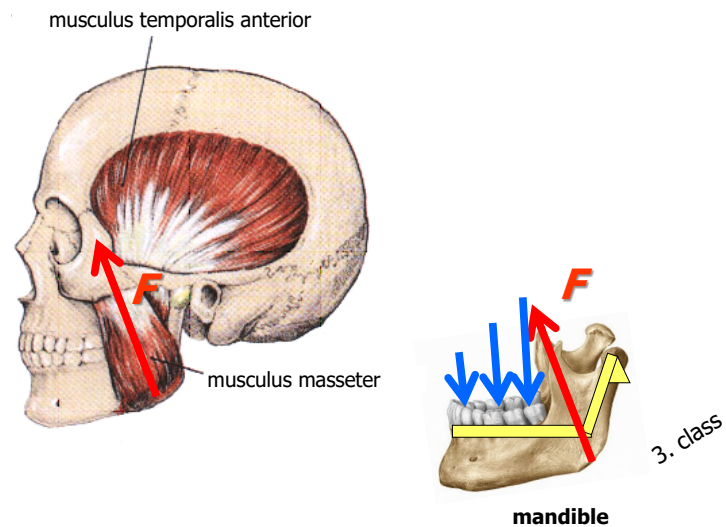 musculus temporalis anterior
F
musculus masseter
F
3. class
mandible